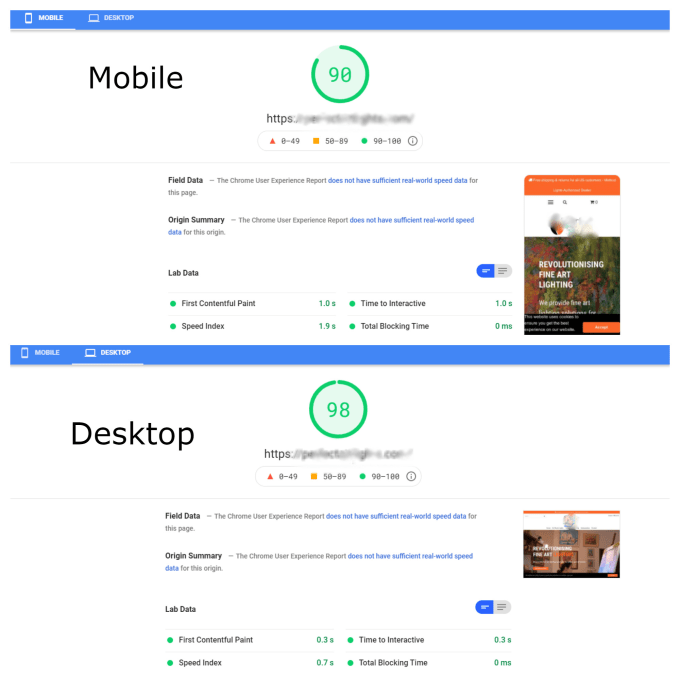 MOBILE DESKTOP
Mobile
90
https:/
0–49 50–89 90–100
Field Data — The Chrome User Experience Report does not have sufficient real-world speed data for
this page.
Origin Summary — The Chrome User Experience Report does not have sufficient real-world speed
data for this origin.
Lab Data
First Contentful Paint 1.0 s Time to Interactive 1.0 s
Speed Index 1.9 s Total Blocking Time 0 ms
0
REVOLUTIONISING
FINE ART
LIGHTING
We provide fine art
lighting solutions for
This website uses cookies to
ensure you get the best
experience on our website.
Accept
MOBILE DESKTOP
Desktop
98
https:/
0–49 50–89 90–100
Field Data — The Chrome User Experience Report does not have sufficient real-world speed data for
this page.
Origin Summary — The Chrome User Experience Report does not have sufficient real-world speed
data for this origin.
Lab Data
First Contentful Paint 0.3 s Time to Interactive 0.3 s
Speed Index 0.7 s Total Blocking Time 0 ms
REVOLUTIONISING
FINE ART